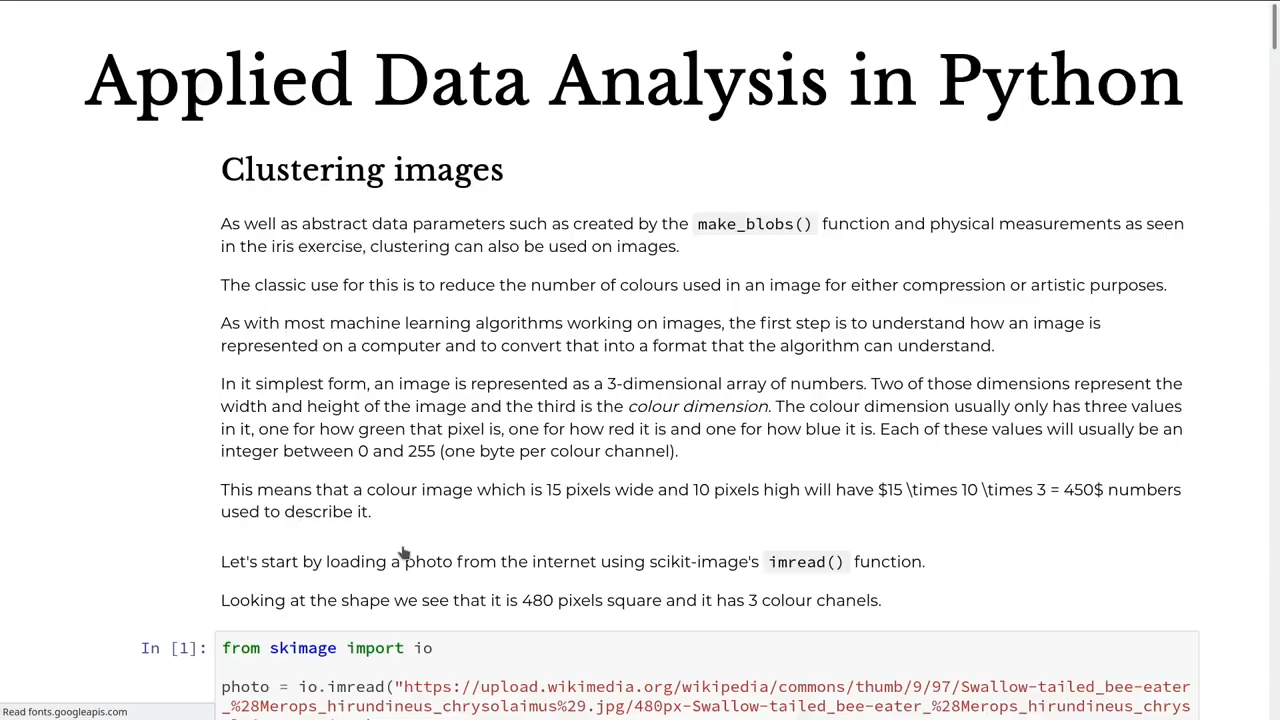 Applied Data Analysis in Python
Clustering images
As well as abstract data parameters such as created by the make_blobs() function and physical measurements as seen
in the iris exercise, clustering can also be used on images.
The classic use for this is to reduce the number of colours used in an image for either compression or artistic purposes.
As with most machine learning algorithms working on images, the first step is to understand how an image is
represented on a computer and to convert that into a format that the algorithm can understand.
In it simplest form, an image is represented as a 3-dimensional array of numbers. Two of those dimensions represent the
width and height of the image and the third is the colour dimension. The colour dimension usually only has three values
in it, one for how green that pixel is, one for how red it is and one for how blue it is. Each of these values will usually be an
integer between 0 and 255 (one byte per colour channel).
This means that a colour image which is 15 pixels wide and 10 pixels high will have $15 \times 10 \times 3 = 450$ numbers
used to describe it.
Let's start by loading a photo from the internet using scikit-image's imread() function.
Looking at the shape we see that it is 480 pixels square and it has 3 colour chanels.
In [1]: from skimage import io
photo = io.imread("https://upload.wikimedia.org/wikipedia/commons/thumb/9/97/Swallow-tailed_bee-eater
_%28Merops_hirundineus_chrysolaimus%29.jpg/480px-Swallow-tailed_bee-eater_%28Merops_hirundineus_chrys
Read fonts.googleapis.com